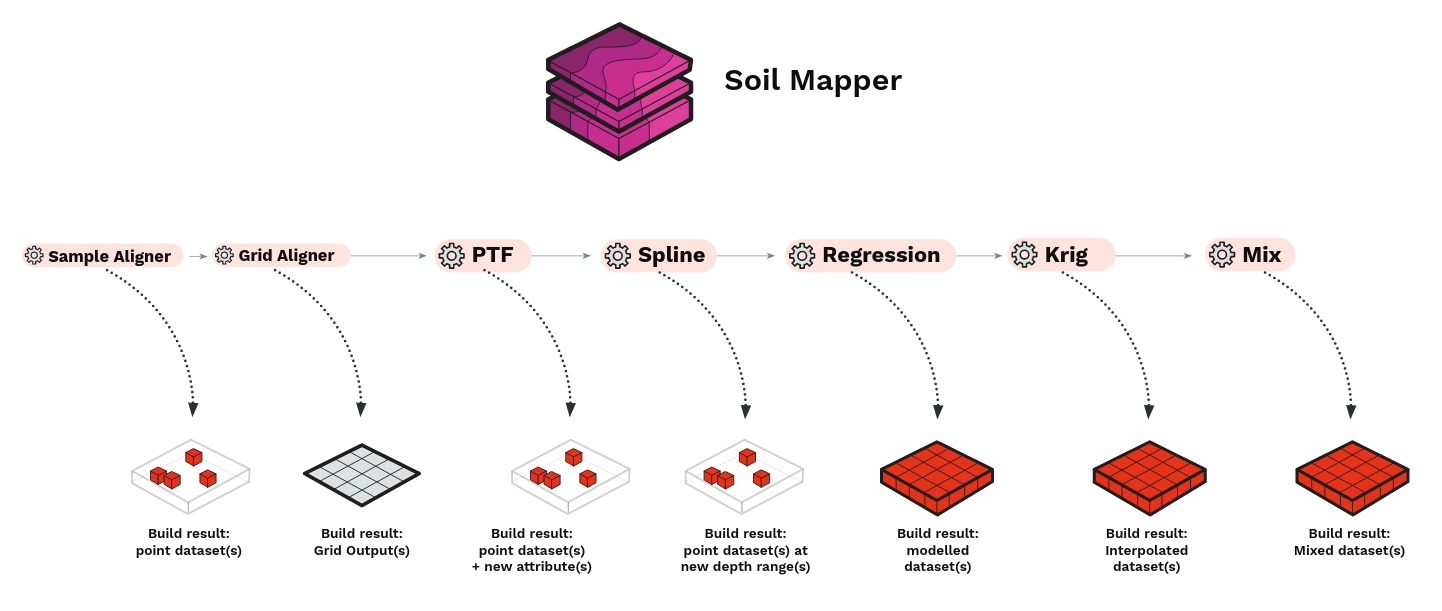 Soil Mapper
Sample Aligner
Grid Aligner
PTF
Spline
Regression
Krig
Mix
Build result:
point dataset(s)
Build result:
Grid Output(s)
Build result:
point dataset(s)
+ new attribute(s)
Build result:
point dataset(s) at
new depth range(s)
Build result:
modelled
dataset(s)
Build result:
Interpolated
dataset(s)
Build result:
Mixed dataset(s)